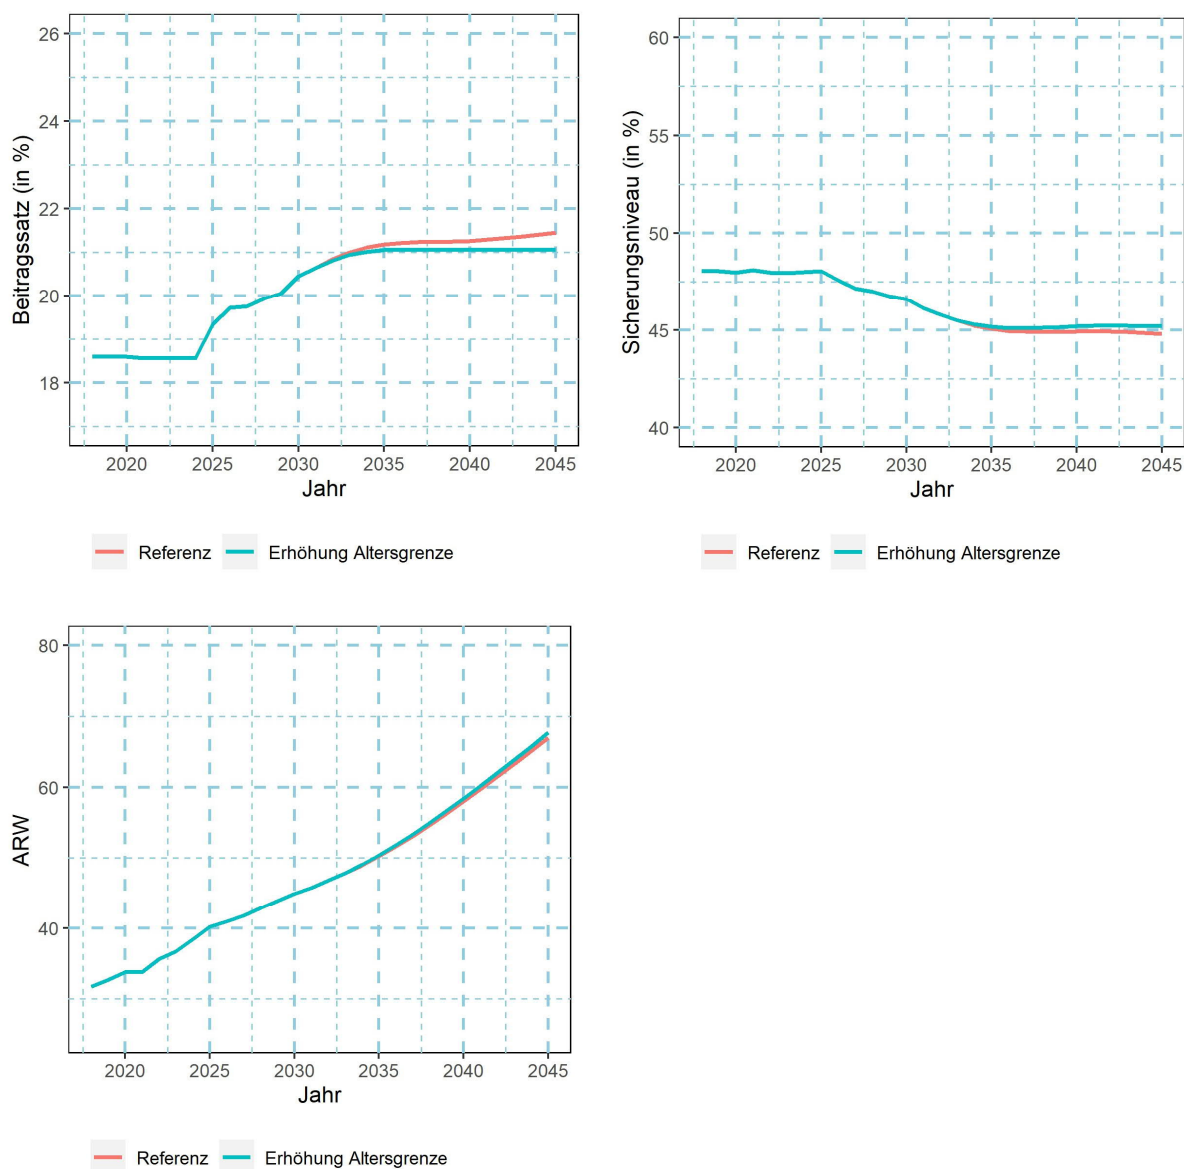 Beitragssatz (in %)
26
24
22
20
18
2020 2025 2030 2035 2040 2045
Jahr
Referenz Erhöhung Altersgrenze
Sicherungsniveau (in %)
60
55
50
45
40
2020 2025 2030 2035 2040 2045
Jahr
Referenz Erhöhung Altersgrenze
ARW
80
60
40
2020 2025 2030 2035 2040 2045
Jahr
Referenz Erhöhung Altersgrenze